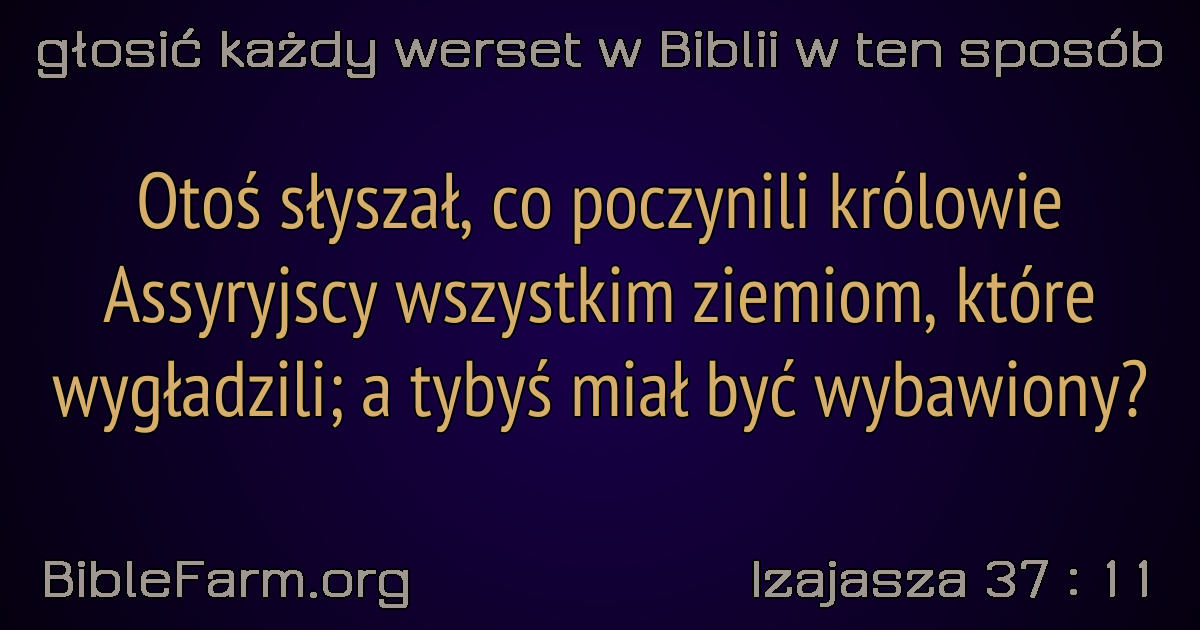 głosić każdy werset w Biblii w ten sposób
Otoś słyszał, co poczynili królowie
Assyryjscy wszystkim ziemiom, które
wygładzili; a tybyś miał być wybawiony?
BibleFarm.org
Izajasza 37 : 11